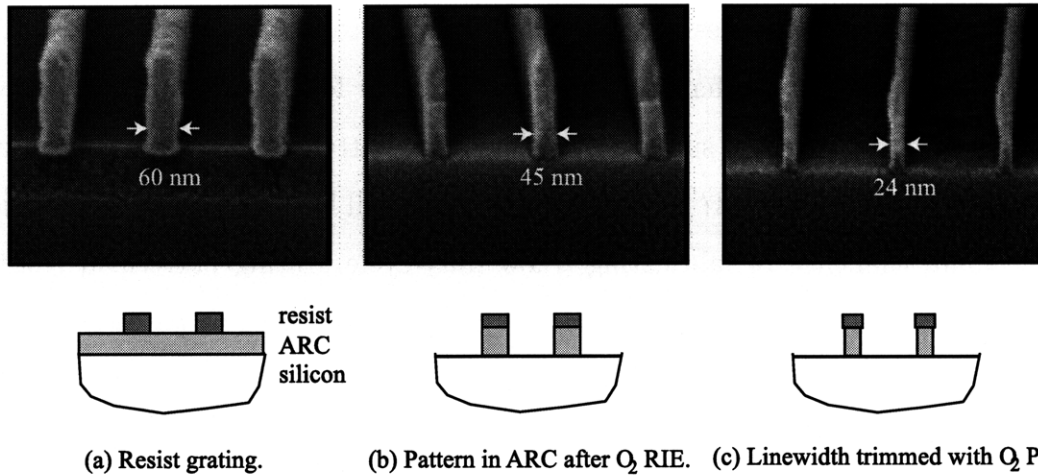 60 nm
45 nm
24 nm
resist
ARC
silicon
(a) Resist grating.
(b) Pattern in ARC after O₂ RIE.
(c) Linewidth trimmed with O₂ P